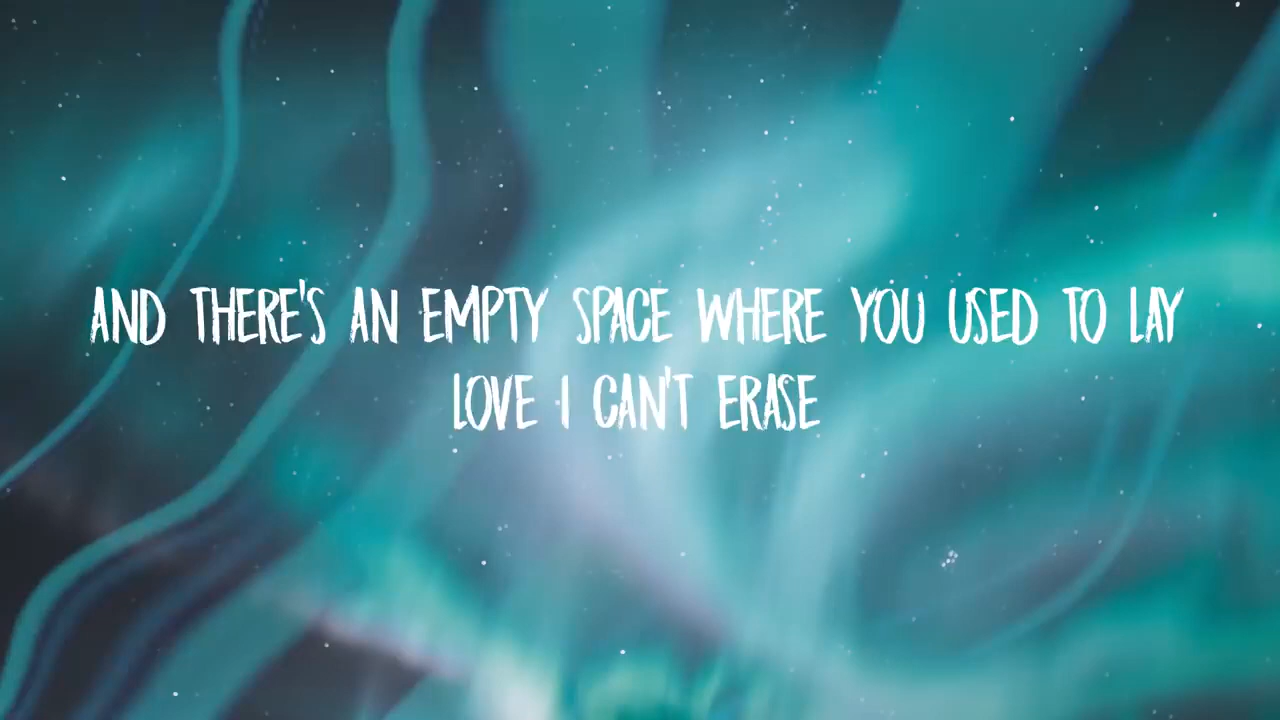 AND THERE'S AN EMPTY SPACE WHERE YOU USED TO LAY
LOVE I CAN'T ERASE